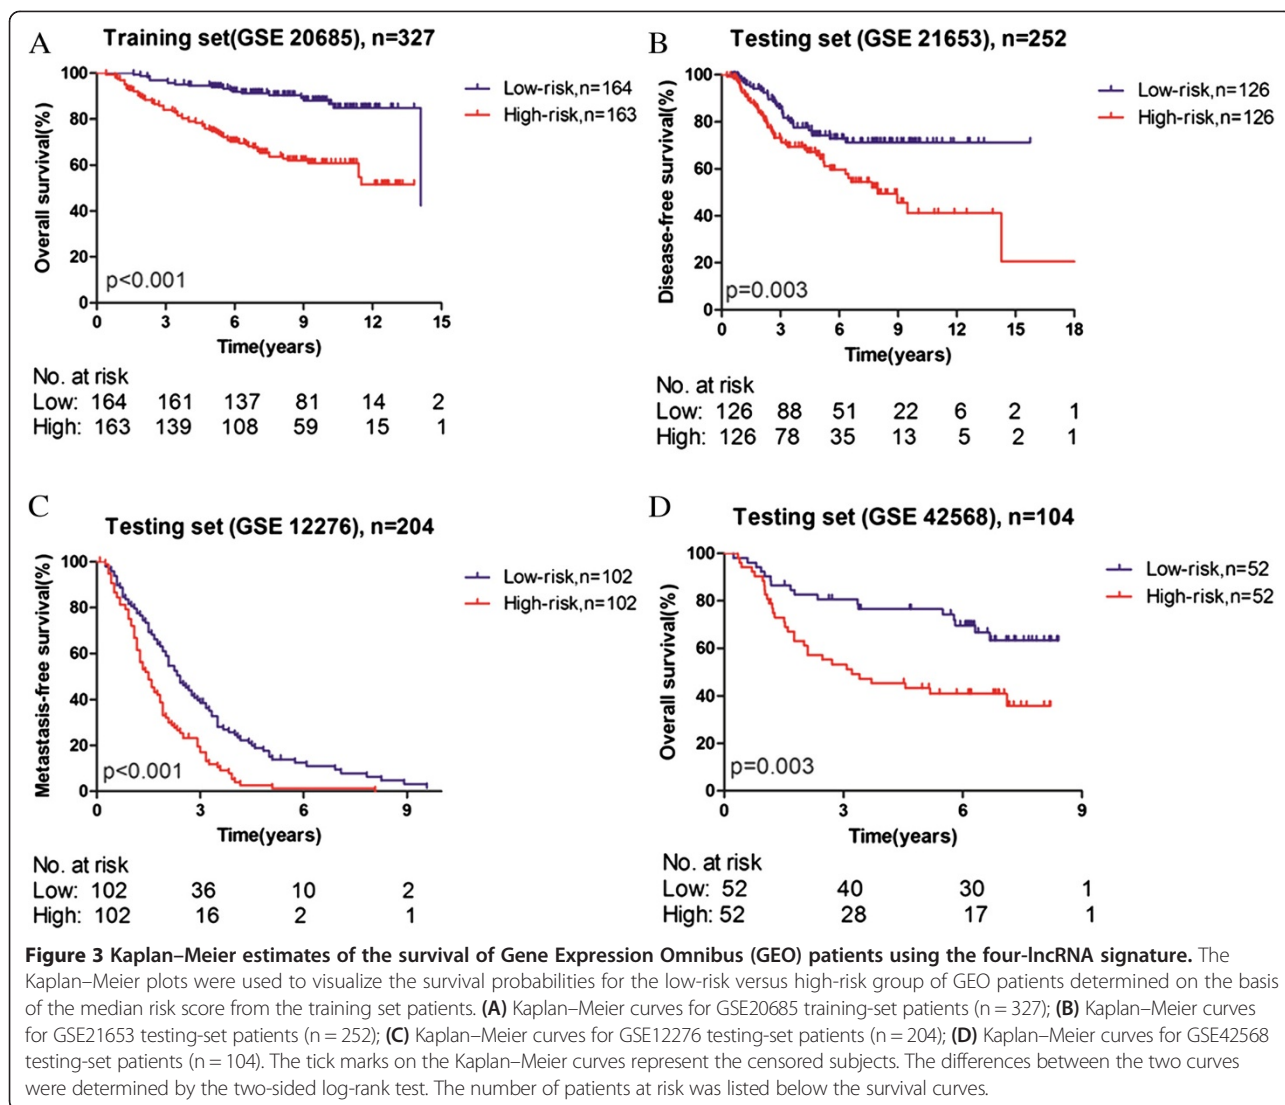 A
Training set(GSE 20685), n=327
Overall survival(%)
100
80
60
40
20
0
p<0.001
Low-risk,n=164
High-risk,n=163
0 3 6 9 12 15
Time(years)
No. at risk
Low: 164 161 137 81 14 2
High: 163 139 108 59 15 1
B
Testing set (GSE 21653), n=252
Disease-free survival(%)
100
80
60
40
20
0
p=0.003
Low-risk,n=126
High-risk,n=126
0 3 6 9 12 15 18
Time(years)
No. at risk
Low: 126 88 51 22 6 2 1
High: 126 78 35 13 5 2 1
C
Testing set (GSE 12276), n=204
Metastasis-free survival(%)
100
80
60
40
20
0
p<0.001
Low-risk,n=102
High-risk,n=102
0 3 6 9
Time(years)
No. at risk
Low: 102 36 10 2
High: 102 16 2 1
D
Testing set (GSE 42568), n=104
Overall survival(%)
100
80
60
40
20
0
p=0.003
Low-risk,n=52
High-risk,n=52
0 3 6 9
Time(years)
No. at risk
Low: 52 40 30 1
High: 52 28 17 1
Figure 3 Kaplan–Meier estimates of the survival of Gene Expression Omnibus (GEO) patients using the four-lncRNA signature. The
Kaplan–Meier plots were used to visualize the survival probabilities for the low-risk versus high-risk group of GEO patients determined on the basis
of the median risk score from the training set patients. (A) Kaplan–Meier curves for GSE20685 training-set patients (n = 327); (B) Kaplan–Meier curves
for GSE21653 testing-set patients (n = 252); (C) Kaplan–Meier curves for GSE12276 testing-set patients (n = 204); (D) Kaplan–Meier curves for GSE42568
testing-set patients (n = 104). The tick marks on the Kaplan–Meier curves represent the censored subjects. The differences between the two curves
were determined by the two-sided log-rank test. The number of patients at risk was listed below the survival curves.